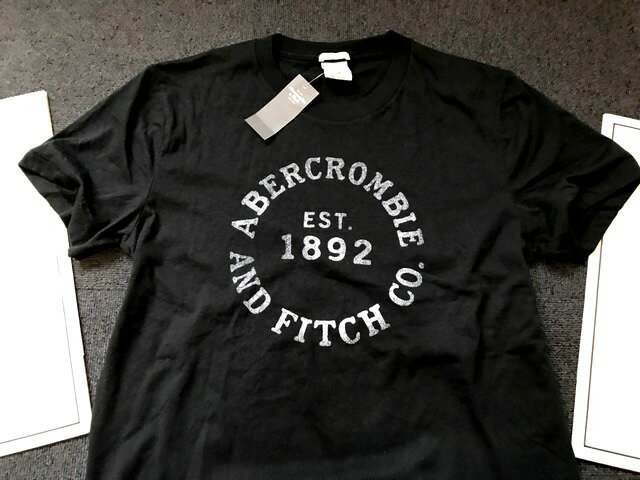 ABERCROMBIE
EST.
1892
AND FITCH CO.